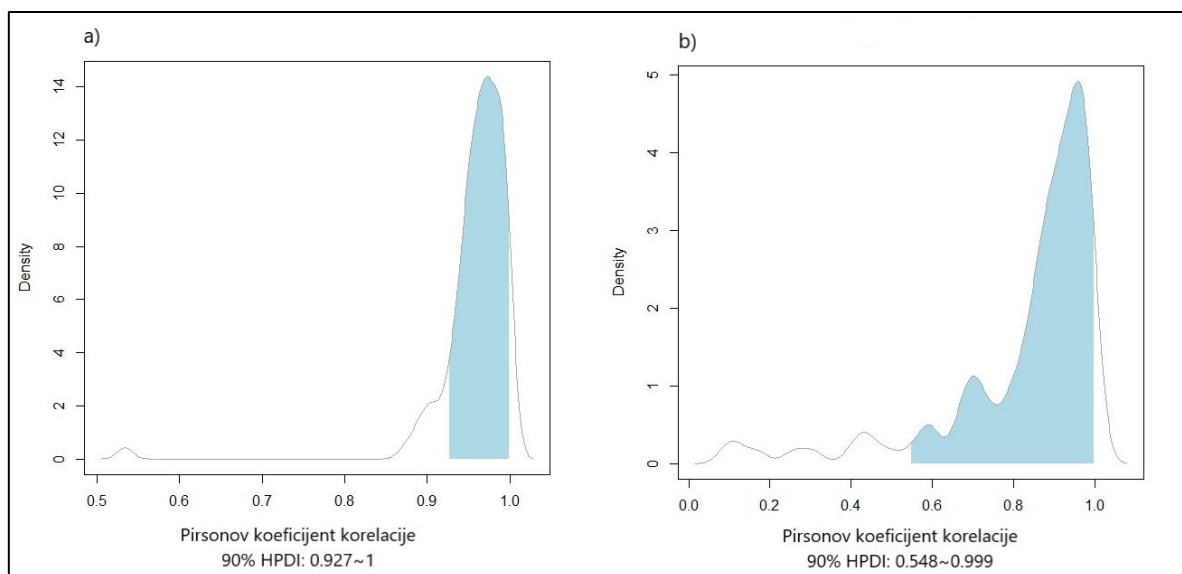 a)
14
12
10
8
6
4
2
0
Density
0.5 0.6 0.7 0.8 0.9 1.0
Pirsonov koeficijent korelacije
90% HPDI: 0.927~1
b)
5
4
3
2
1
0
Density
0.0 0.2 0.4 0.6 0.8 1.0
Pirsonov koeficijent korelacije
90% HPDI: 0.548~0.999